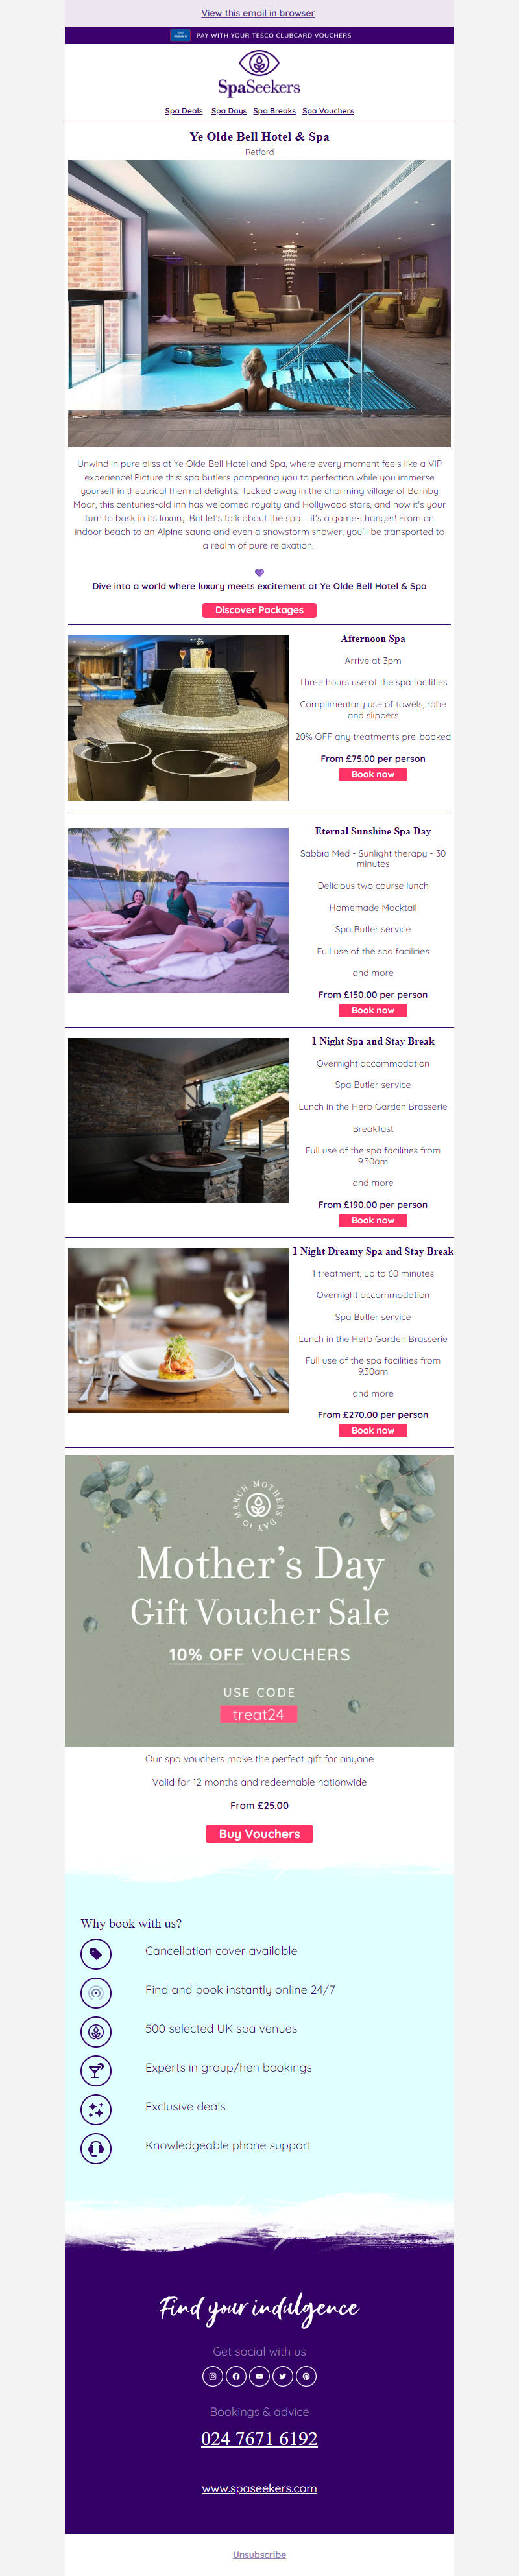 View this email in browser
PAY WITH YOUR TESCO CLUBCARD VOUCHERS
SpaSeekers
Spa Deals Spa Days Spa Breaks Spa Vouchers
Ye Olde Bell Hotel & Spa
Retford
Unwind in pure bliss at Ye Olde Bell Hotel and Spa, where every moment feels like a VIP
experience! Picture this: spa butlers pampering you to perfection while you immerse
yourself in theatrical thermal delights. Tucked away in the charming village of Barnby
Moor, this centuries-old inn has welcomed royalty and Hollywood stars, and now it's your
turn to bask in its luxury. But let's talk about the spa – it's a game-changer! From an
indoor beach to an Alpine sauna and even a snowstorm shower, you'll be transported to
a realm of pure relaxation.
💜
Dive into a world where luxury meets excitement at Ye Olde Bell Hotel & Spa
Discover Packages
Afternoon Spa
Arrive at 3pm
Three hours use of the spa facilities
Complimentary use of towels, robe
and slippers
20% OFF any treatments pre-booked
From £75.00 per person
Book now
Eternal Sunshine Spa Day
Sabbia Med - Sunlight therapy - 30
minutes
Delicious two course lunch
Homemade Mocktail
Spa Butler service
Full use of the spa facilities
and more
From £150.00 per person
Book now
1 Night Spa and Stay Break
Overnight accommodation
Spa Butler service
Lunch in the Herb Garden Brasserie
Breakfast
Full use of the spa facilities from
9.30am
and more
From £190.00 per person
Book now
1 Night Dreamy Spa and Stay Break
1 treatment, up to 60 minutes
Overnight accommodation
Spa Butler service
Lunch in the Herb Garden Brasserie
Full use of the spa facilities from
9.30am
and more
From £270.00 per person
Book now
MOTHERS DAY 10 MARCH
Mother's Day
Gift Voucher Sale
10% OFF VOUCHERS
USE CODE
treat24
Our spa vouchers make the perfect gift for anyone
Valid for 12 months and redeemable nationwide
From £25.00
Buy Vouchers
Why book with us?
Cancellation cover available
Find and book instantly online 24/7
500 selected UK spa venues
Experts in group/hen bookings
Exclusive deals
Knowledgeable phone support
Find your indulgence
Get social with us
Bookings & advice
024 7671 6192
www.spaseekers.com
Unsubscribe